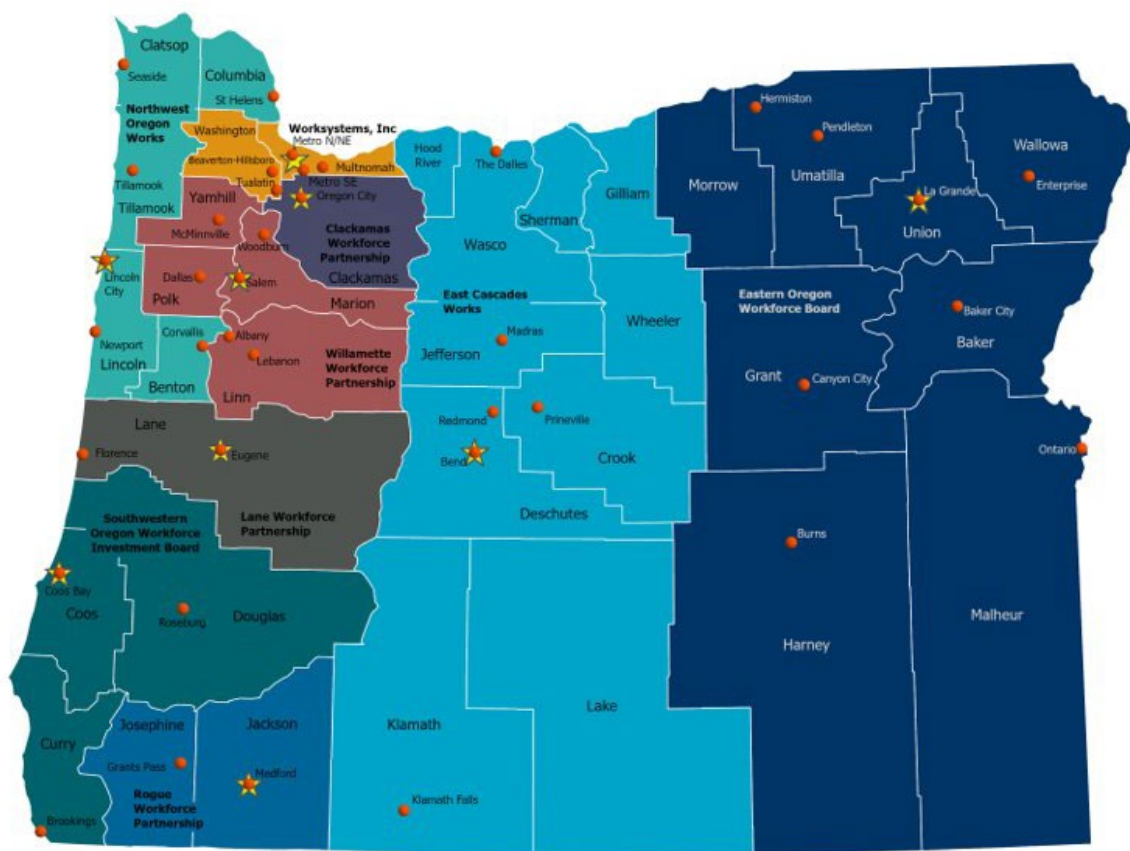 Clatsop
Seaside
Columbia
St Helens
Northwest
Oregon
Works
Washington
Worksystems, Inc
Metro N/NE
Beaverton-Hillsboro
Multnomah
Tualatin
Metro SE
Oregon City
Tillamook
Tillamook
Yamhill
McMinnville
Woodburn
Clackamas
Workforce
Partnership
Clackamas
Lincoln
City
Dallas
Salem
Polk
Marion
Newport
Corvallis
Albany
Lebanon
Lincoln
Benton
Willamette
Workforce
Partnership
Linn
Hood
River
The Dalles
Sherman
Gilliam
Wasco
East Cascades
Works
Madras
Jefferson
Wheeler
Redmond
Prineville
Bend
Crook
Deschutes
Hermiston
Pendleton
Morrow
Umatilla
Wallowa
Enterprise
La Grande
Union
Eastern Oregon
Workforce Board
Baker City
Baker
Grant
Canyon City
Ontario
Burns
Malheur
Harney
Lane
Florence
Eugene
Lane Workforce
Partnership
Southwestern
Oregon Workforce
Investment Board
Coos Bay
Coos
Roseburg
Douglas
Curry
Brookings
Josephine
Grants Pass
Jackson
Medford
Rogue
Workforce
Partnership
Klamath
Klamath Falls
Lake